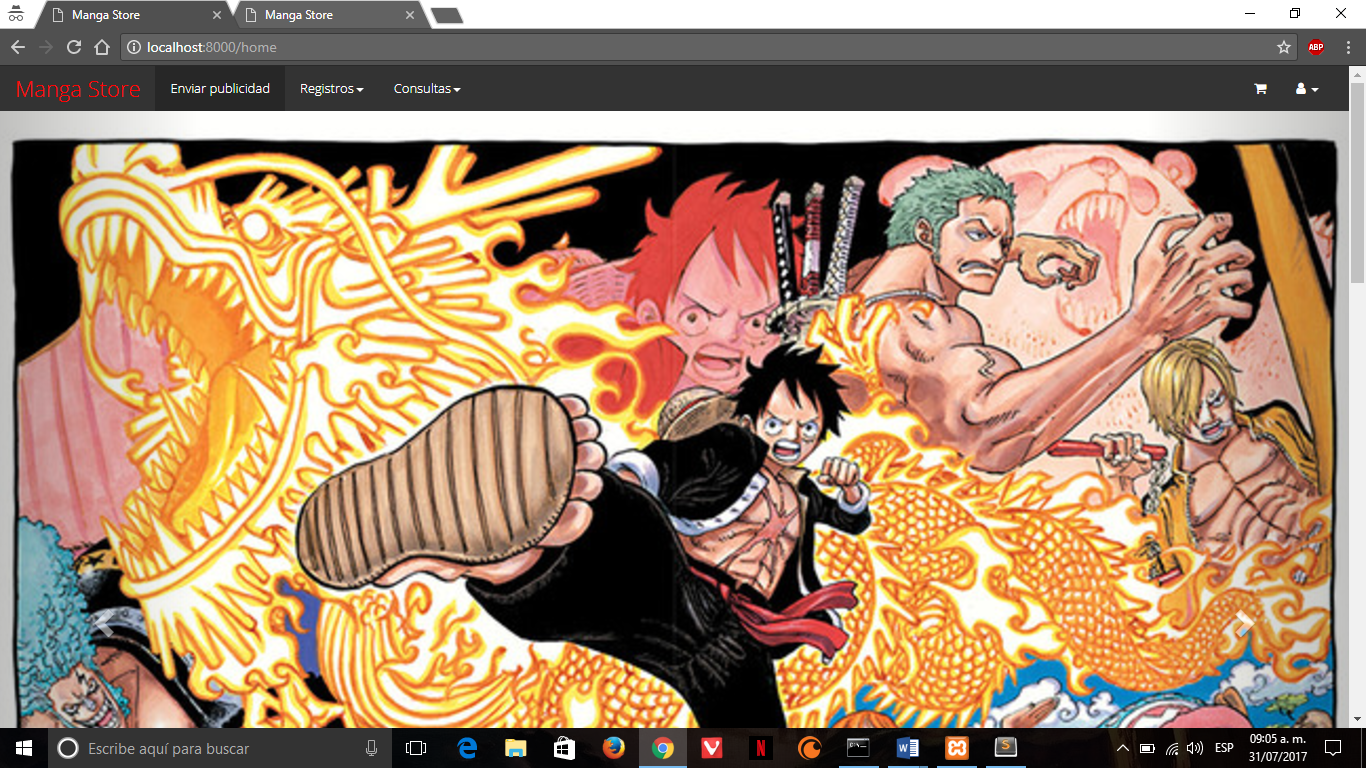 Manga Store
Manga Store
localhost:8000/home
ABP
Manga Store
Enviar publicidad
Registros
Consultas
Escribe aquí para buscar
ESP
09:05 a. m.
31/07/2017